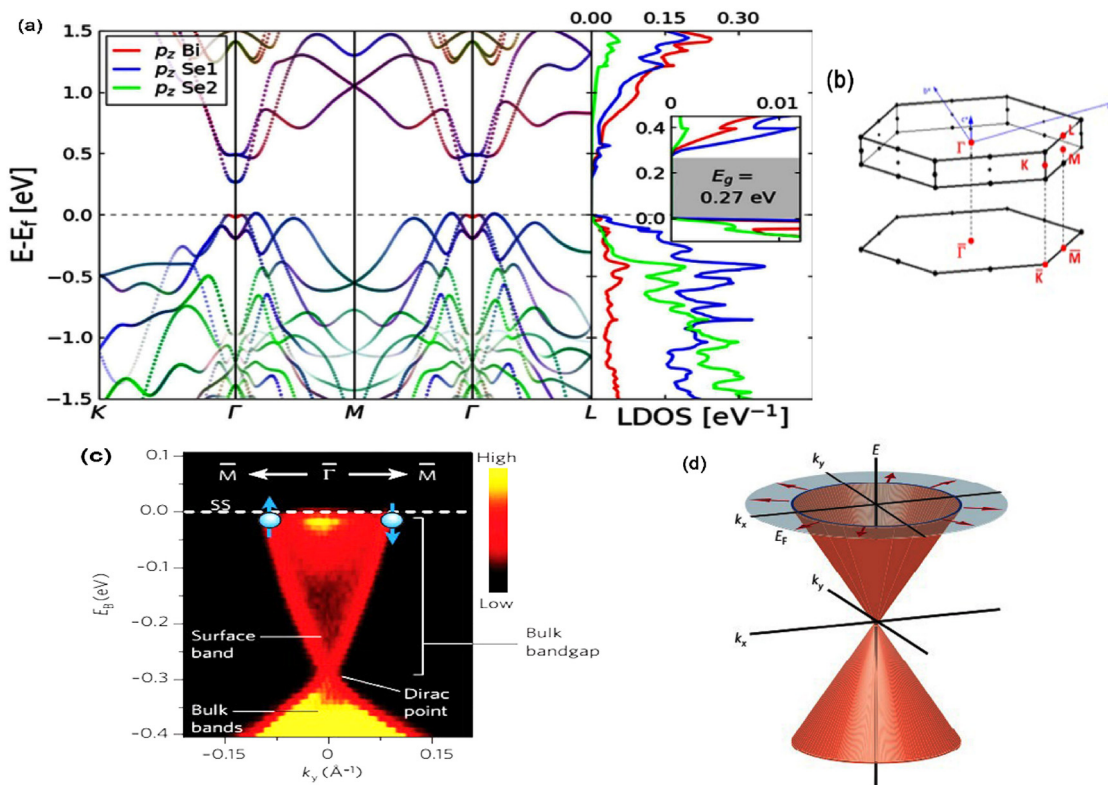 (a)
0.00 0.15 0.30
1.5
1.0
0.5
0.0
−0.5
−1.0
−1.5
E-E_F [eV]
p_z Bi
p_z Se1
p_z Se2
K Γ M Γ L
LDOS [eV⁻¹]
0 0.01
0.4
0.2
0.0
E_g =
0.27 eV
(b)
Γ
L
M
K
Γ̅
M̅
K̅
(c)
0.1
0.0
−0.1
−0.2
−0.3
−0.4
E_B (eV)
M̅ Γ̅ M̅
SS
High
Low
Surface
band
Bulk
bandgap
Dirac
point
Bulk
bands
−0.15 0 0.15
k_y (Å⁻¹)
(d)
E
k_y
k_x
E_F
k_y
k_x